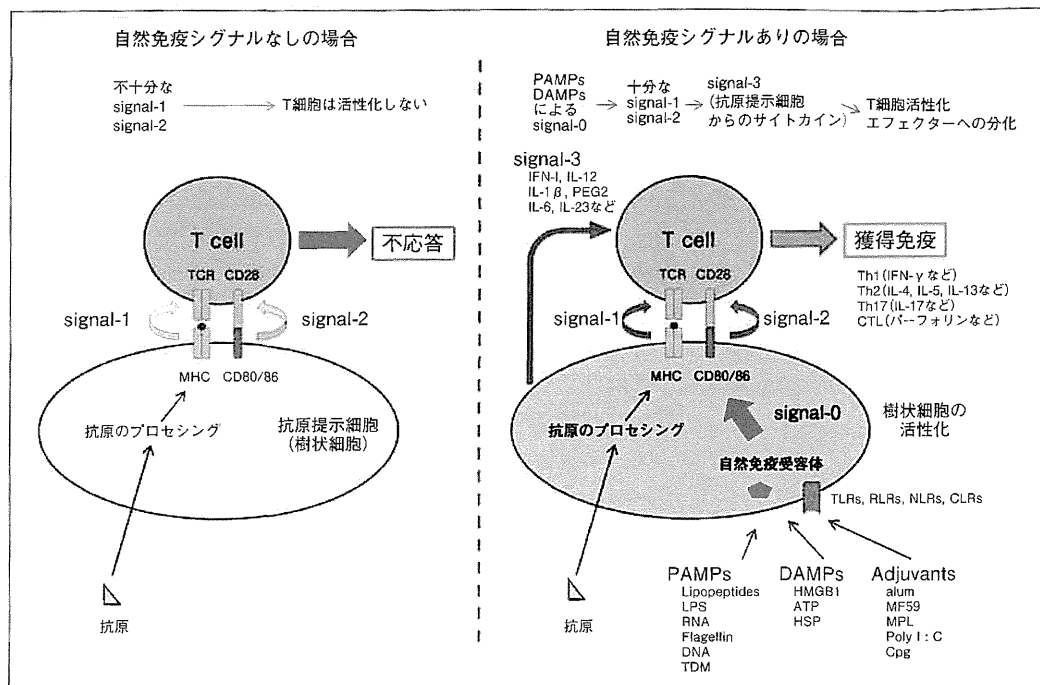 自然免疫シグナルなしの場合
不十分な
signal-1
signal-2
T細胞は活性化しない
T cell
不応答
TCR CD28
signal-1
signal-2
MHC CD80/86
抗原のプロセシング
抗原提示細胞
(樹状細胞)
抗原
自然免疫シグナルありの場合
PAMPs
DAMPs
による
signal-0
十分な
signal-1
signal-2
signal-3
(抗原提示細胞
からのサイトカイン)
T細胞活性化
エフェクターへの分化
signal-3
IFN-I, IL-12
IL-1β, PEG2
IL-6, IL-23など
T cell
獲得免疫
TCR CD28
Th1(IFN-γなど)
Th2(IL-4, IL-5, IL-13など)
Th17(IL-17など)
CTL(パーフォリンなど)
signal-1
signal-2
MHC CD80/86
signal-0
樹状細胞の
活性化
抗原のプロセシング
自然免疫受容体
TLRs, RLRs, NLRs, CLRs
抗原
PAMPs
Lipopeptides
LPS
RNA
Flagellin
DNA
TDM
DAMPs
HMGB1
ATP
HSP
Adjuvants
alum
MF59
MPL
Poly I : C
Cpg